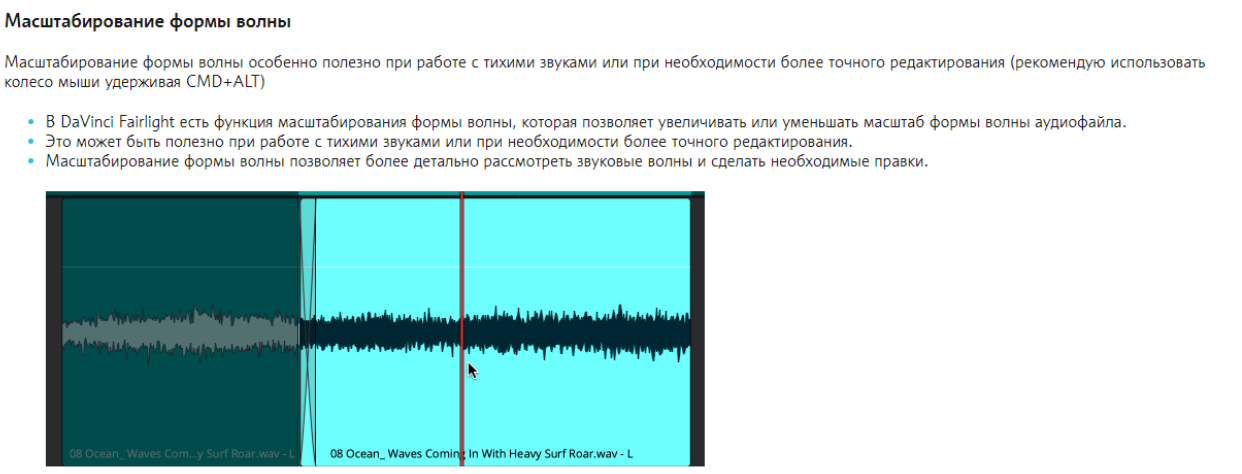 Масштабирование формы волны
Масштабирование формы волны особенно полезно при работе с тихими звуками или при необходимости более точного редактирования (рекомендую использовать
колесо мыши удерживая CMD+ALT)
• В DaVinci Fairlight есть функция масштабирования формы волны, которая позволяет увеличивать или уменьшать масштаб формы волны аудиофайла.
• Это может быть полезно при работе с тихими звуками или при необходимости более точного редактирования.
• Масштабирование формы волны позволяет более детально рассмотреть звуковые волны и сделать необходимые правки.
08 Ocean_ Waves Com...y Surf Roar.wav - L
08 Ocean_ Waves Coming In With Heavy Surf Roar.wav - L